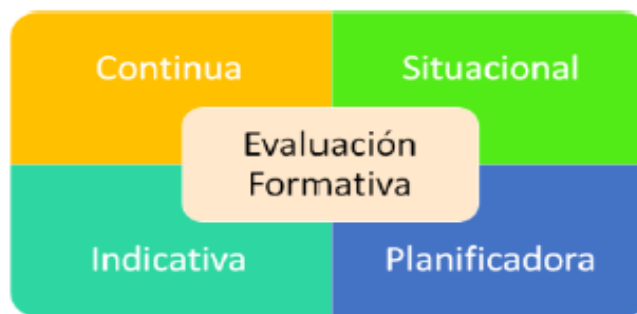 Continua
Situacional
Evaluación
Formativa
Indicativa
Planificadora